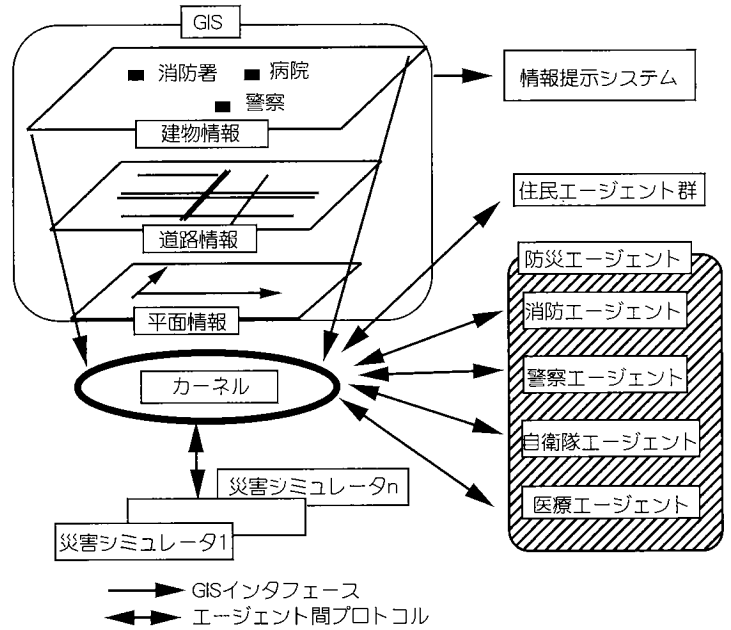 GIS
消防署
病院
警察
建物情報
道路情報
平面情報
情報提示システム
住民エージェント群
防災エージェント
消防エージェント
警察エージェント
自衛隊エージェント
医療エージェント
カーネル
災害シミュレータn
災害シミュレータ1
GISインタフェース
エージェント間プロトコル